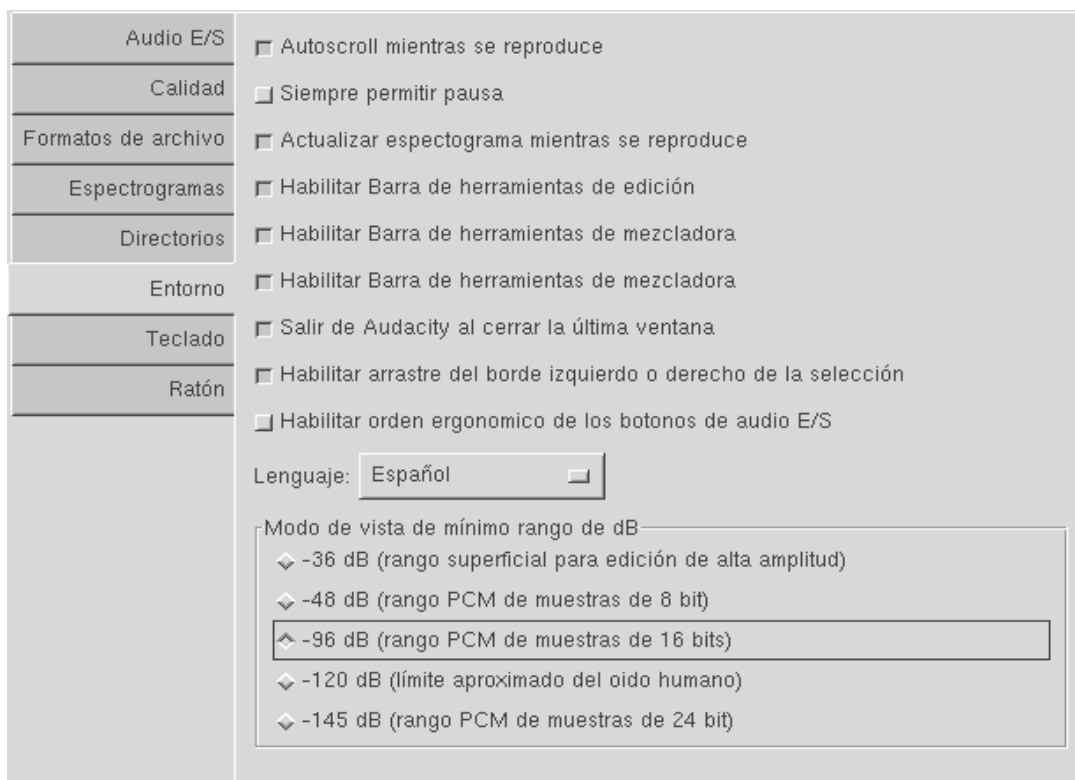 Audio E/S
Calidad
Formatos de archivo
Espectrogramas
Directorios
Entorno
Teclado
Ratón
Autoscroll mientras se reproduce
Siempre permitir pausa
Actualizar espectograma mientras se reproduce
Habilitar Barra de herramientas de edición
Habilitar Barra de herramientas de mezcladora
Habilitar Barra de herramientas de mezcladora
Salir de Audacity al cerrar la última ventana
Habilitar arrastre del borde izquierdo o derecho de la selección
Habilitar orden ergonomico de los botonos de audio E/S
Lenguaje: Español
Modo de vista de mínimo rango de dB
-36 dB (rango superficial para edición de alta amplitud)
-48 dB (rango PCM de muestras de 8 bit)
-96 dB (rango PCM de muestras de 16 bits)
-120 dB (límite aproximado del oido humano)
-145 dB (rango PCM de muestras de 24 bit)